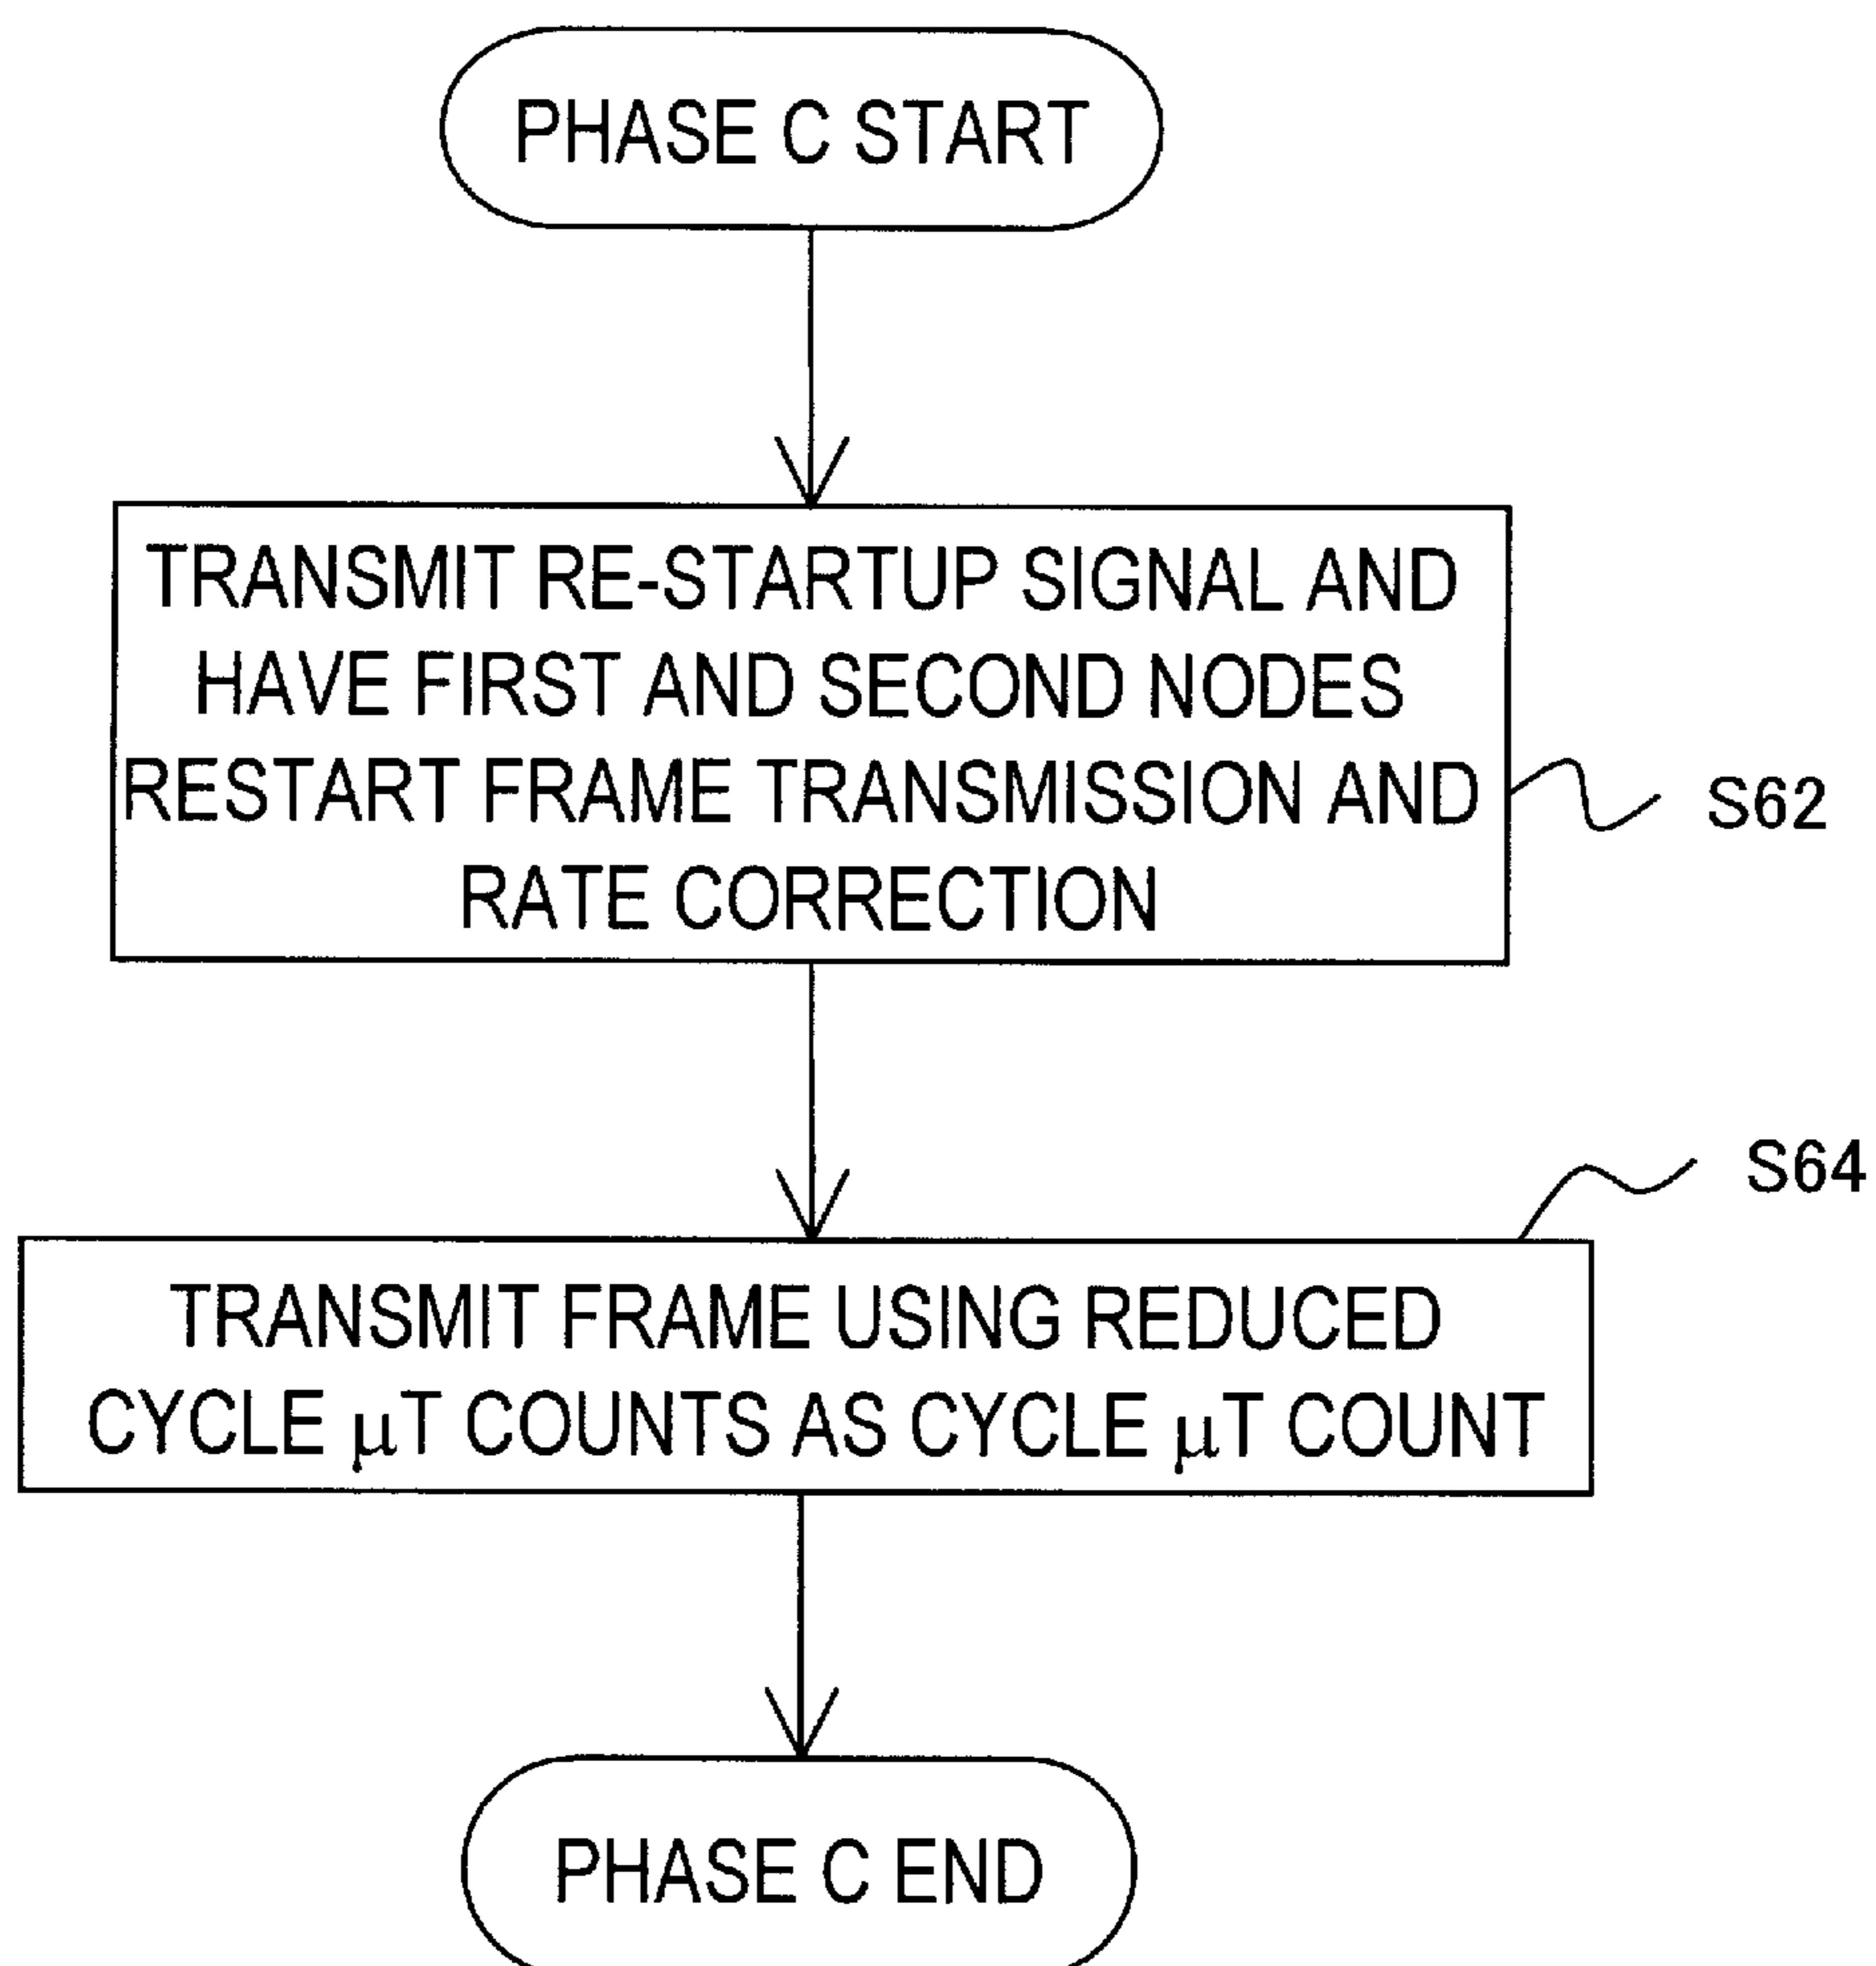 PHASE C START
TRANSMIT RE-STARTUP SIGNAL AND
HAVE FIRST AND SECOND NODES
RESTART FRAME TRANSMISSION AND
RATE CORRECTION
S62
S64
TRANSMIT FRAME USING REDUCED
CYCLE μT COUNTS AS CYCLE μT COUNT
PHASE C END